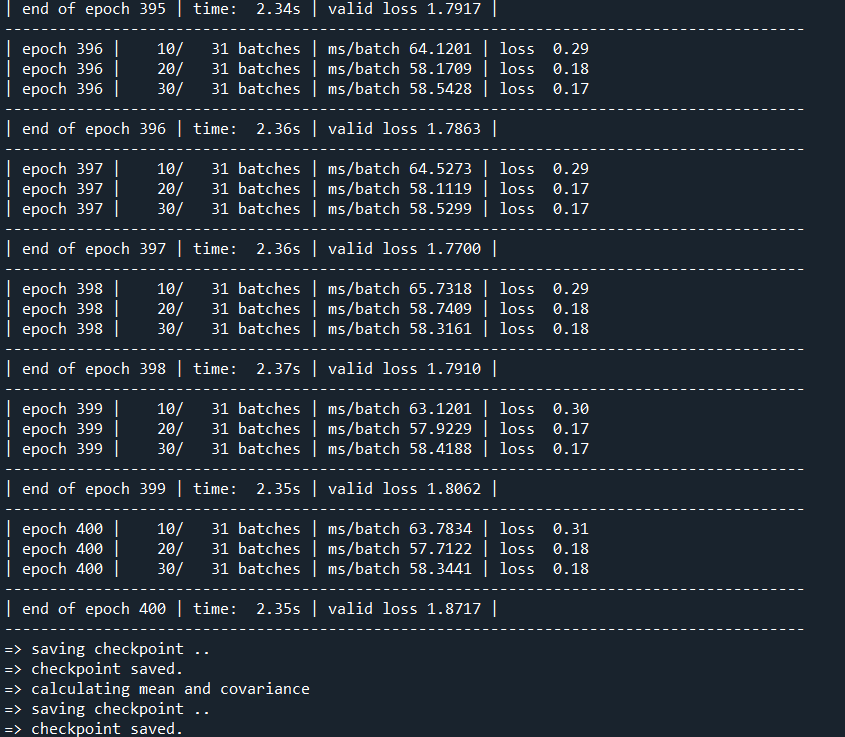 | end of epoch 395 | time:  2.34s | valid loss 1.7917 |
-----------------------------------------------------------------------------------------
| epoch 396 |    10/   31 batches | ms/batch 64.1201 | loss  0.29
| epoch 396 |    20/   31 batches | ms/batch 58.1709 | loss  0.18
| epoch 396 |    30/   31 batches | ms/batch 58.5428 | loss  0.17
-----------------------------------------------------------------------------------------
| end of epoch 396 | time:  2.36s | valid loss 1.7863 |
-----------------------------------------------------------------------------------------
| epoch 397 |    10/   31 batches | ms/batch 64.5273 | loss  0.29
| epoch 397 |    20/   31 batches | ms/batch 58.1119 | loss  0.17
| epoch 397 |    30/   31 batches | ms/batch 58.5299 | loss  0.17
-----------------------------------------------------------------------------------------
| end of epoch 397 | time:  2.36s | valid loss 1.7700 |
-----------------------------------------------------------------------------------------
| epoch 398 |    10/   31 batches | ms/batch 65.7318 | loss  0.29
| epoch 398 |    20/   31 batches | ms/batch 58.7409 | loss  0.18
| epoch 398 |    30/   31 batches | ms/batch 58.3161 | loss  0.18
-----------------------------------------------------------------------------------------
| end of epoch 398 | time:  2.37s | valid loss 1.7910 |
-----------------------------------------------------------------------------------------
| epoch 399 |    10/   31 batches | ms/batch 63.1201 | loss  0.30
| epoch 399 |    20/   31 batches | ms/batch 57.9229 | loss  0.17
| epoch 399 |    30/   31 batches | ms/batch 58.4188 | loss  0.17
-----------------------------------------------------------------------------------------
| end of epoch 399 | time:  2.35s | valid loss 1.8062 |
-----------------------------------------------------------------------------------------
| epoch 400 |    10/   31 batches | ms/batch 63.7834 | loss  0.31
| epoch 400 |    20/   31 batches | ms/batch 57.7122 | loss  0.18
| epoch 400 |    30/   31 batches | ms/batch 58.3441 | loss  0.18
-----------------------------------------------------------------------------------------
| end of epoch 400 | time:  2.35s | valid loss 1.8717 |
-----------------------------------------------------------------------------------------
=> saving checkpoint ..
=> checkpoint saved.
=> calculating mean and covariance
=> saving checkpoint ..
=> checkpoint saved.